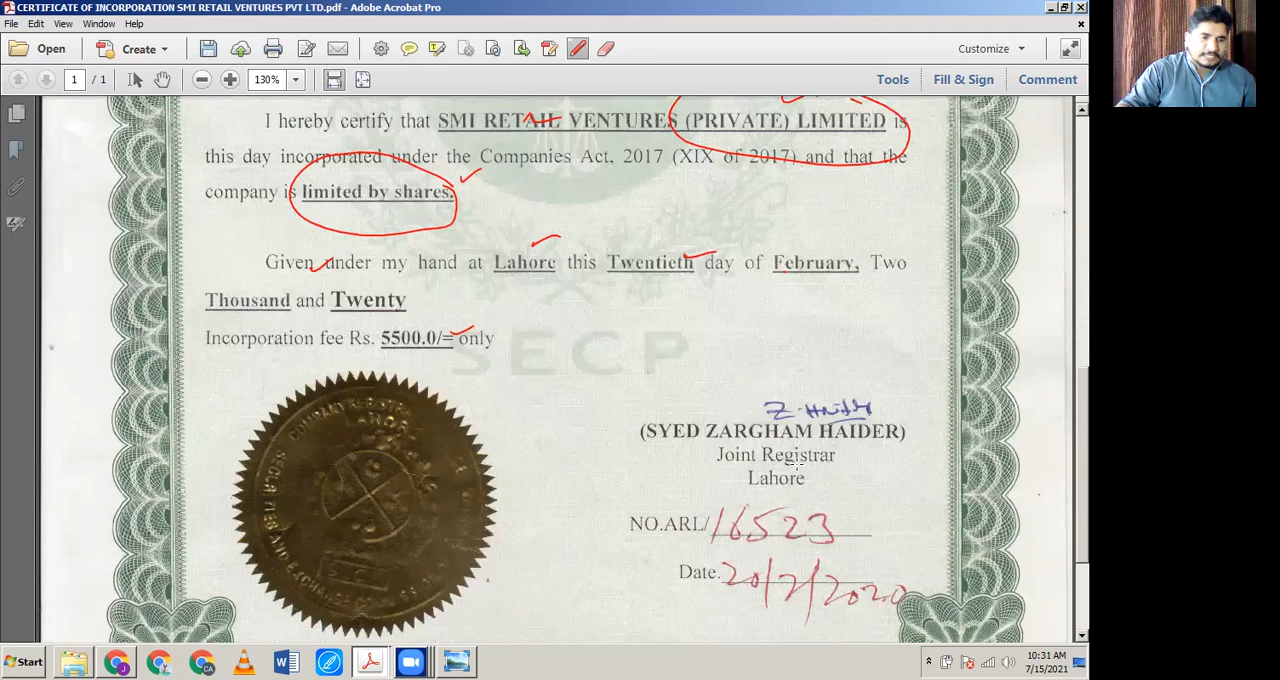 CERTIFICATE OF INCORPORATION SMI RETAIL VENTURES PVT LTD.pdf - Adobe Acrobat Pro
File Edit View Window Help
Open Create Customize
1 / 1 130% Tools Fill & Sign Comment
I hereby certify that SMI RETAIL VENTURES (PRIVATE) LIMITED is
this day incorporated under the Companies Act, 2017 (XIX of 2017) and that the
company is limited by shares.
Given under my hand at Lahore this Twentieth day of February, Two
Thousand and Twenty
Incorporation fee Rs. 5500.0/= only
SECP
Z. Haider
(SYED ZARGHAM HAIDER)
Joint Registrar
Lahore
NO.ARL/16523
Date.20/2/2020
Start 10:31 AM
7/15/2021